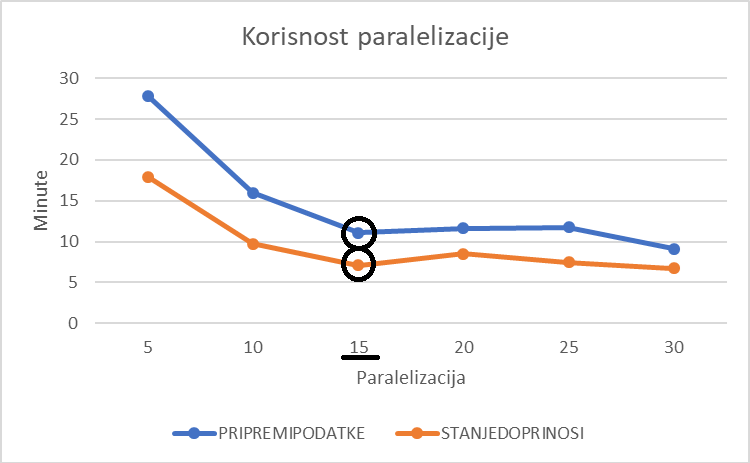 Korisnost paralelizacije
30
25
20
15
10
5
0
Minute
5 10 15 20 25 30
Paralelizacija
PRIPREMIPODATKE STANJEDOPRINOSI